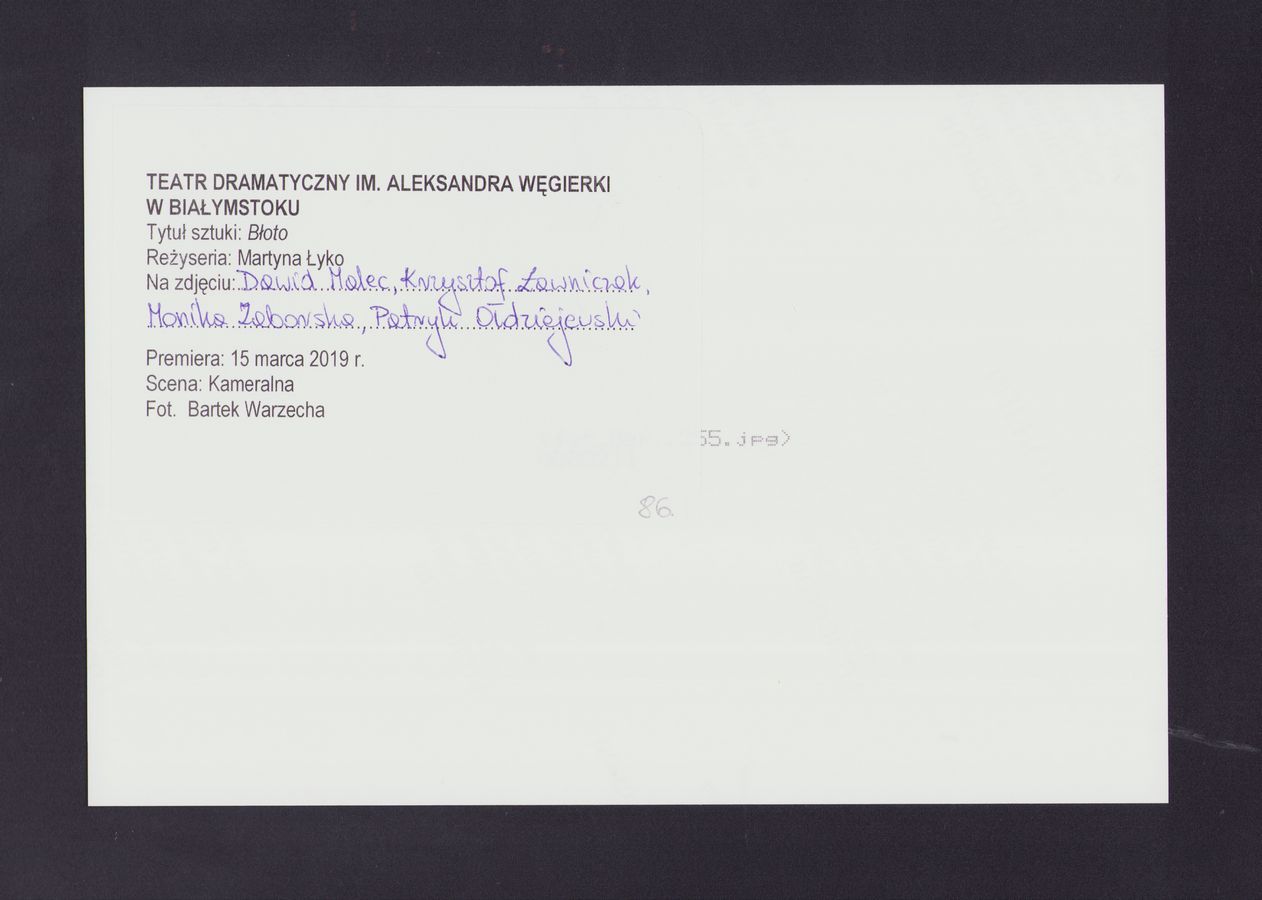 TEATR DRAMATYCZNY IM. ALEKSANDRA WĘGIERKI
W BIAŁYMSTOKU
Tytuł sztuki: Błoto
Reżyseria: Martyna Łyko
Na zdjęciu: Dawid Malec, Krzysztof Ławniczak,
Monika Zaborska, Patryk Ołdziejewski
Premiera: 15 marca 2019 r.
Scena: Kameralna
Fot. Bartek Warzecha
55.jpg)
86.